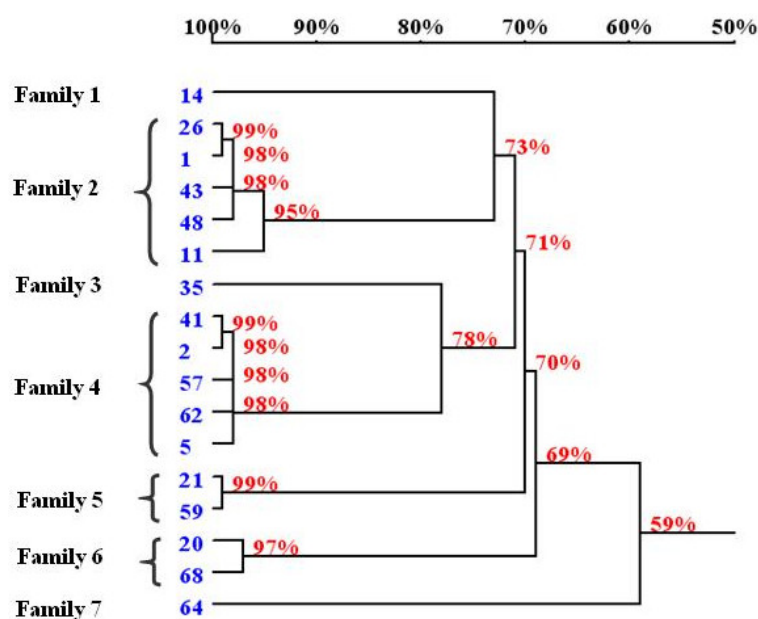 100% 90% 80% 70% 60% 50%
Family 1 14
26 99%
73%
1 98%
Family 2
43 98%
95%
48
11
71%
Family 3 35
41 99%
78%
2 98%
70%
57 98%
Family 4
62 98%
5
69%
21 99%
Family 5
59
59%
20 97%
Family 6
68
Family 7 64